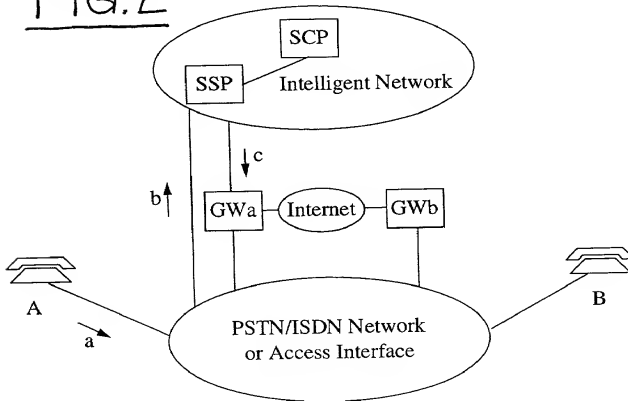 FIG.2
SCP
SSP
Intelligent Network
c
b
GWa
Internet
GWb
A
B
a
PSTN/ISDN Network
or Access Interface